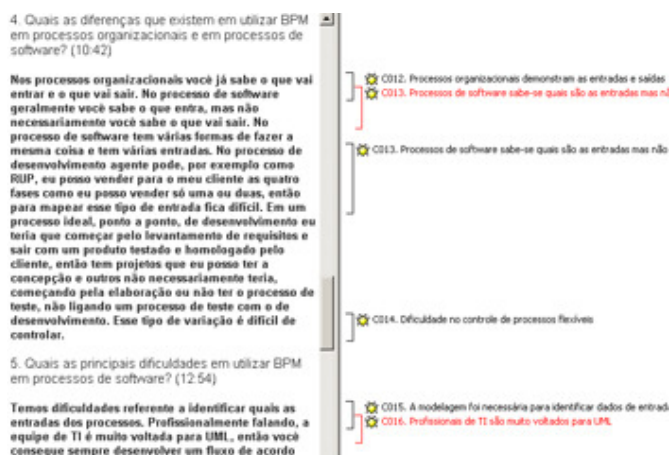 4. Quais as diferenças que existem em utilizar BPM
em processos organizacionais e em processos de
software? (10:42)
Nos processos organizacionais você já sabe o que vai
entrar e o que vai sair. No processo de software
geralmente você sabe o que entra, mas não
necessariamente você sabe o que vai sair. No
processo de software tem várias formas de fazer a
mesma coisa e tem várias entradas. No processo de
desenvolvimento agente pode, por exemplo como
RUP, eu posso vender para o meu cliente as quatro
fases como eu posso vender só uma ou duas, então
para mapear esse tipo de entrada fica difícil. Em um
processo ideal, ponto a ponto, de desenvolvimento eu
teria que começar pelo levantamento de requisitos e
sair com um produto testado e homologado pelo
cliente, então tem projetos que eu posso ter a
concepção e outros não necessariamente teria,
começando pela elaboração ou não ter o processo de
teste, não ligando um processo de teste com o de
desenvolvimento. Esse tipo de variação é difícil de
controlar.
5. Quais as principais dificuldades em utilizar BPM
em processos de software? (12:54)
Temos dificuldades referente a identificar quais as
entradas dos processos. Profissionalmente falando, a
equipe de TI é muito voltada para UML, então você
consegue sempre desenvolver um fluxo de acordo
C012. Processos organizacionais demonstram as entradas e saídas
C013. Processos de software sabe-se quais são as entradas mas nã
C013. Processos de software sabe-se quais são as entradas mas não
C014. Dificuldade no controle de processos flexíveis
C015. A modelagem foi necessária para identificar dados de entrad
C016. Profissionais de TI são muito voltados para UML